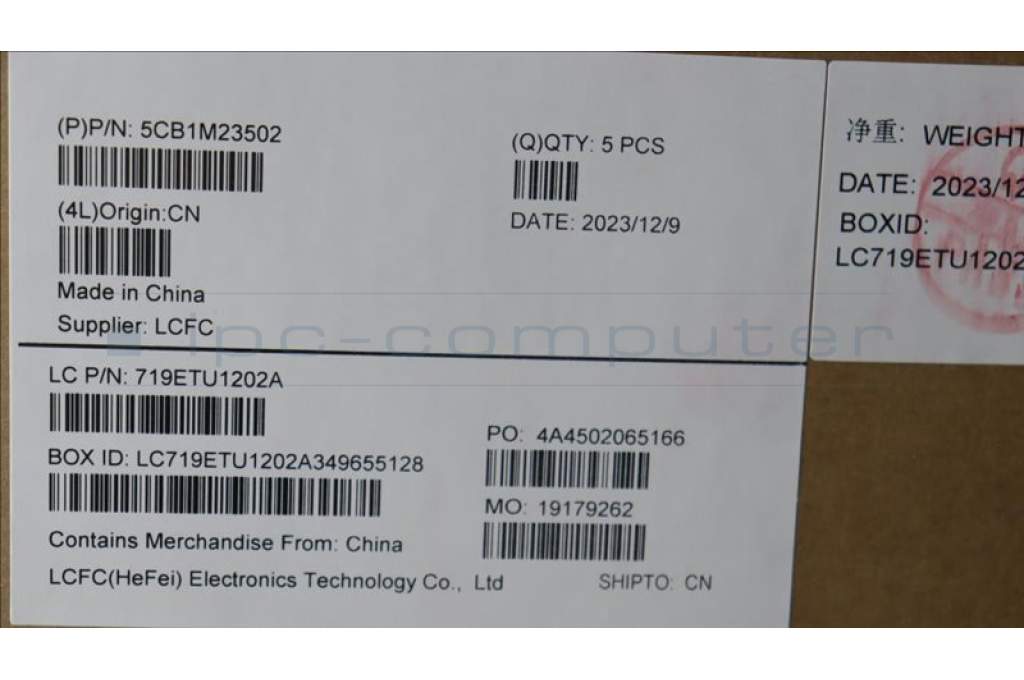 (P)P/N: 5CB1M23502
(Q)QTY: 5 PCS
(4L)Origin:CN
DATE: 2023/12/9
Made in China
Supplier: LCFC
LC P/N: 719ETU1202A
PO: 4A4502065166
BOX ID: LC719ETU1202A349655128
MO: 19179262
Contains Merchandise From: China
LCFC(HeFei) Electronics Technology Co., Ltd
SHIPTO: CN
净重: WEIGHT
DATE: 2023/12
BOXID:
LC719ETU1202
ipc-computer